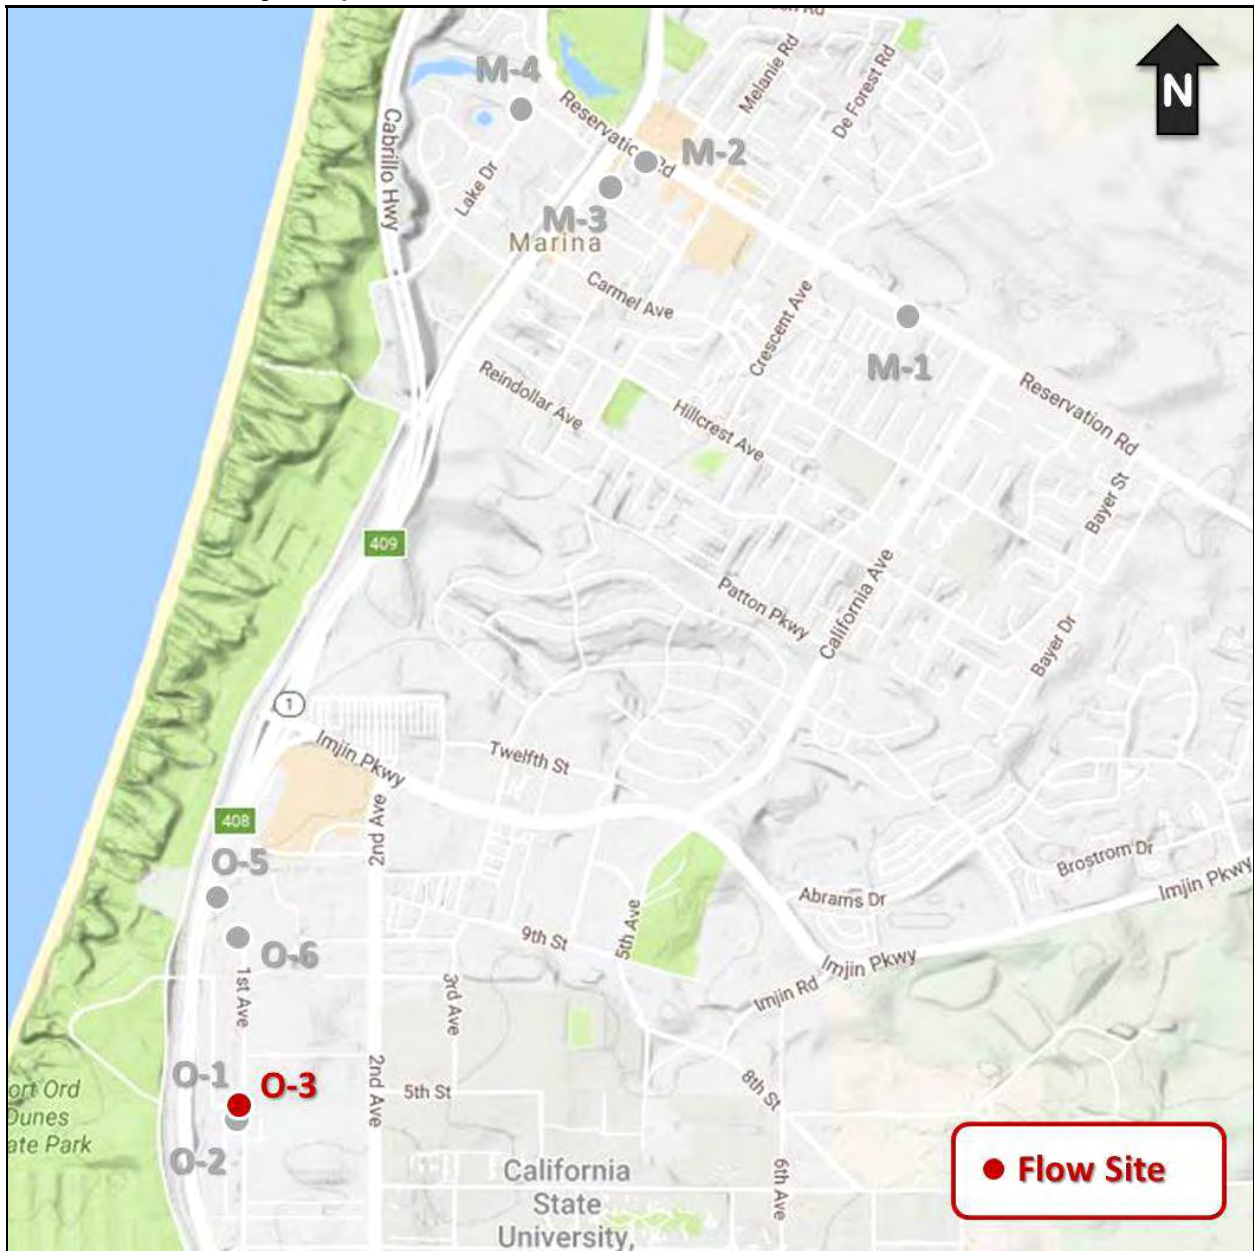 N
M-4
Melanie Rd
De Forest Rd
Cabrillo Hwy
Reservation Rd
M-2
Lake Dr
M-3
Marina
Carmel Ave
Crescent Ave
M-1
Reindollar Ave
Hillcrest Ave
Reservation Rd
Bayer St
409
Patton Pkwy
California Ave
Bayer Dr
1
Imjin Pkwy
Twelfth St
408
2nd Ave
O-5
Brostrom Dr
Abrams Dr
Imjin Pkwy
9th St
5th Ave
O-6
Imjin Pkwy
Imjin Rd
1st Ave
3rd Ave
O-1
O-3
2nd Ave
5th St
8th St
ort Ord
Dunes
ate Park
O-2
6th Ave
California
State
University,
Flow Site